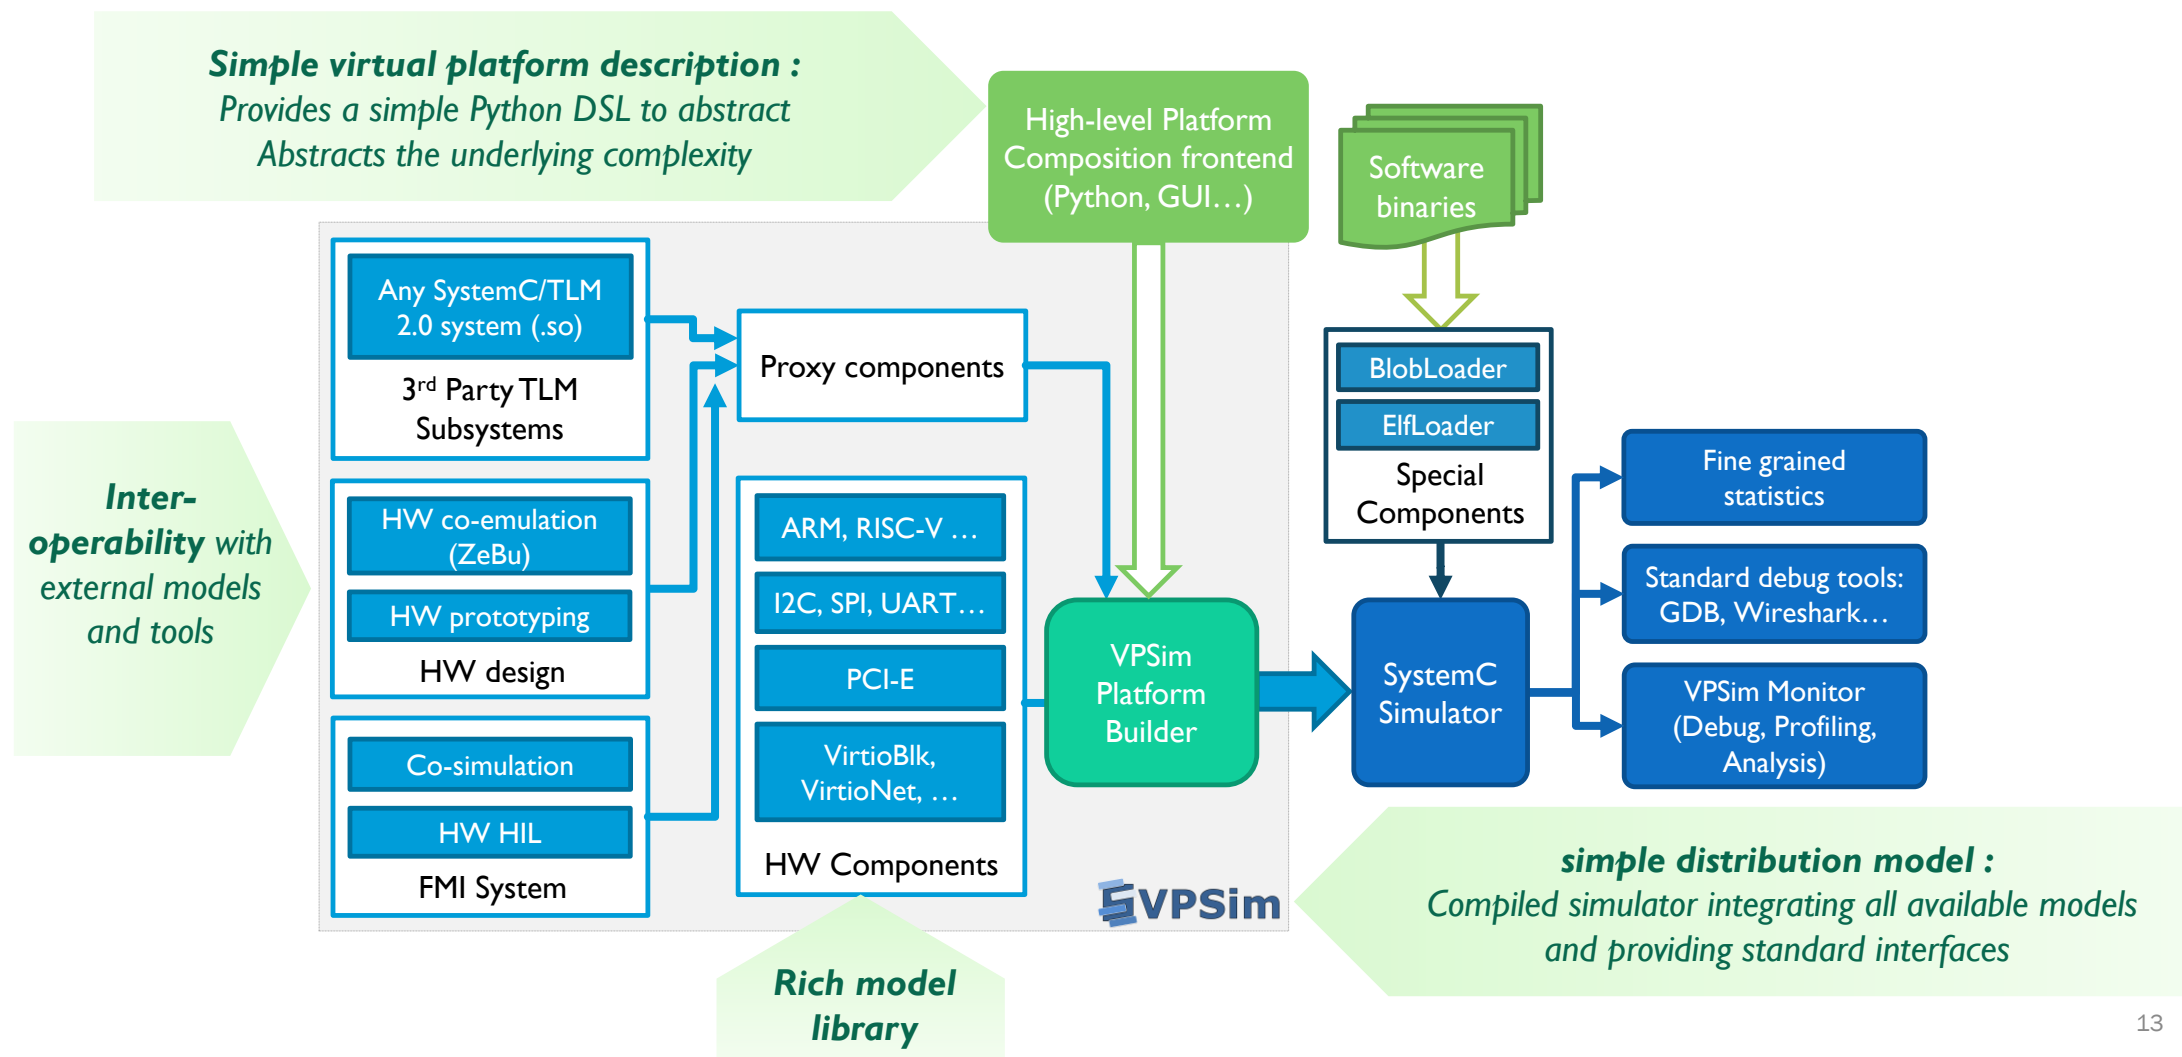 Simple virtual platform description :
Provides a simple Python DSL to abstract
Abstracts the underlying complexity
High-level Platform
Composition frontend
(Python, GUI…)
Software
binaries
Any SystemC/TLM
2.0 system (.so)
3rd Party TLM
Subsystems
Proxy components
BlobLoader
ElfLoader
Special
Components
Inter-
operability with
external models
and tools
HW co-emulation
(ZeBu)
HW prototyping
HW design
Co-simulation
HW HIL
FMI System
ARM, RISC-V …
I2C, SPI, UART…
PCI-E
VirtioBlk,
VirtioNet, …
HW Components
VPSim
Platform
Builder
SystemC
Simulator
Fine grained
statistics
Standard debug tools:
GDB, Wireshark…
VPSim Monitor
(Debug, Profiling,
Analysis)
VPSim
simple distribution model :
Compiled simulator integrating all available models
and providing standard interfaces
Rich model
library
13